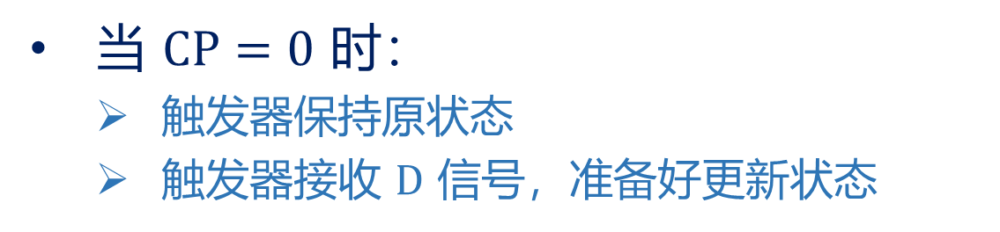 • 当 CP = 0 时：
➢ 触发器保持原状态
➢ 触发器接收 D 信号，准备好更新状态